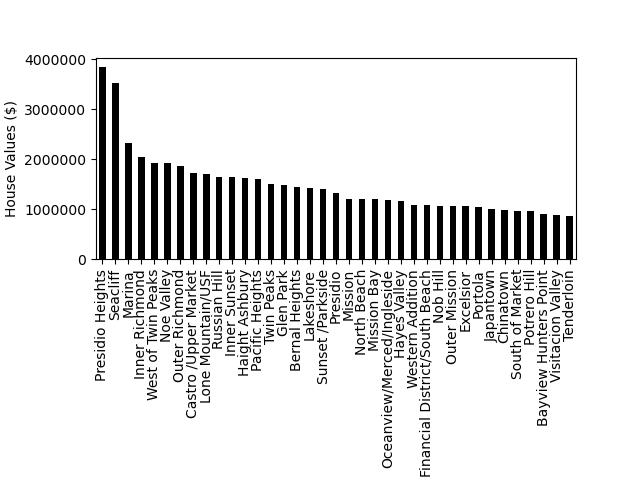 House Values ($)
4000000
3000000
2000000
1000000
0
Presidio Heights
Seacliff
Marina
Inner Richmond
West of Twin Peaks
Noe Valley
Outer Richmond
Castro /Upper Market
Lone Mountain/USF
Russian Hill
Inner Sunset
Haight Ashbury
Pacific Heights
Twin Peaks
Glen Park
Bernal Heights
Lakeshore
Sunset /Parkside
Presidio
Mission
North Beach
Mission Bay
Oceanview/Merced/Ingleside
Hayes Valley
Western Addition
Financial District/South Beach
Nob Hill
Outer Mission
Excelsior
Portola
Japantown
Chinatown
South of Market
Potrero Hill
Bayview Hunters Point
Visitacion Valley
Tenderloin